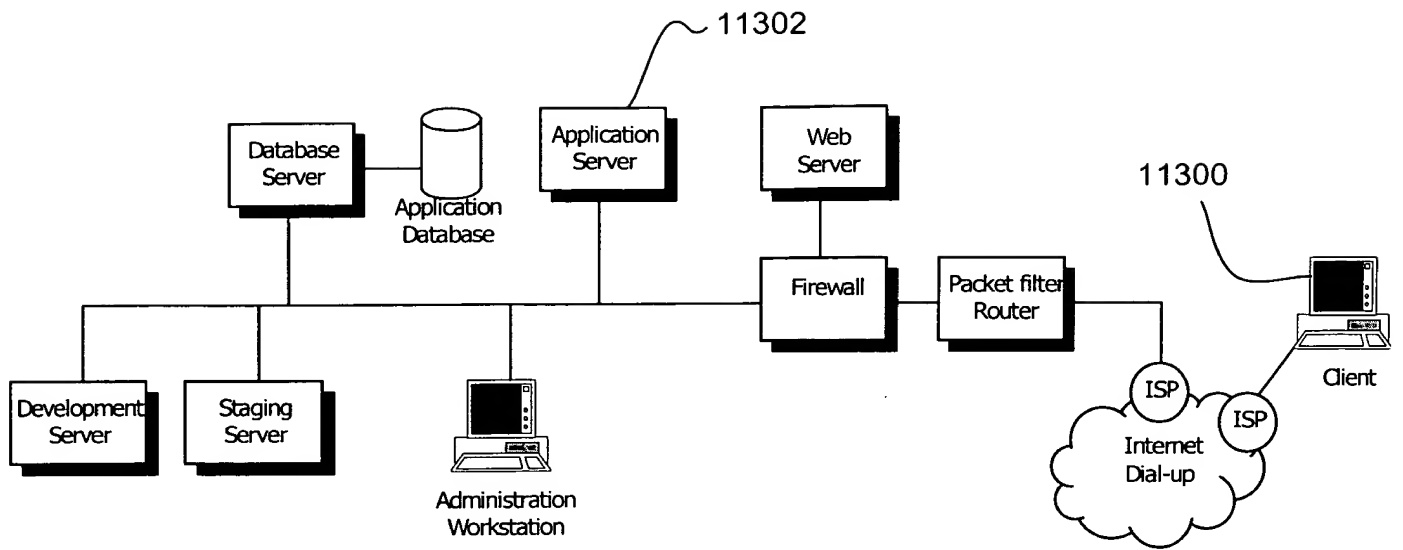 11302
Database
Server
Application
Database
Application
Server
Web
Server
11300
Firewall
Packet filter
Router
Client
Development
Server
Staging
Server
Administration
Workstation
ISP
ISP
Internet
Dial-up